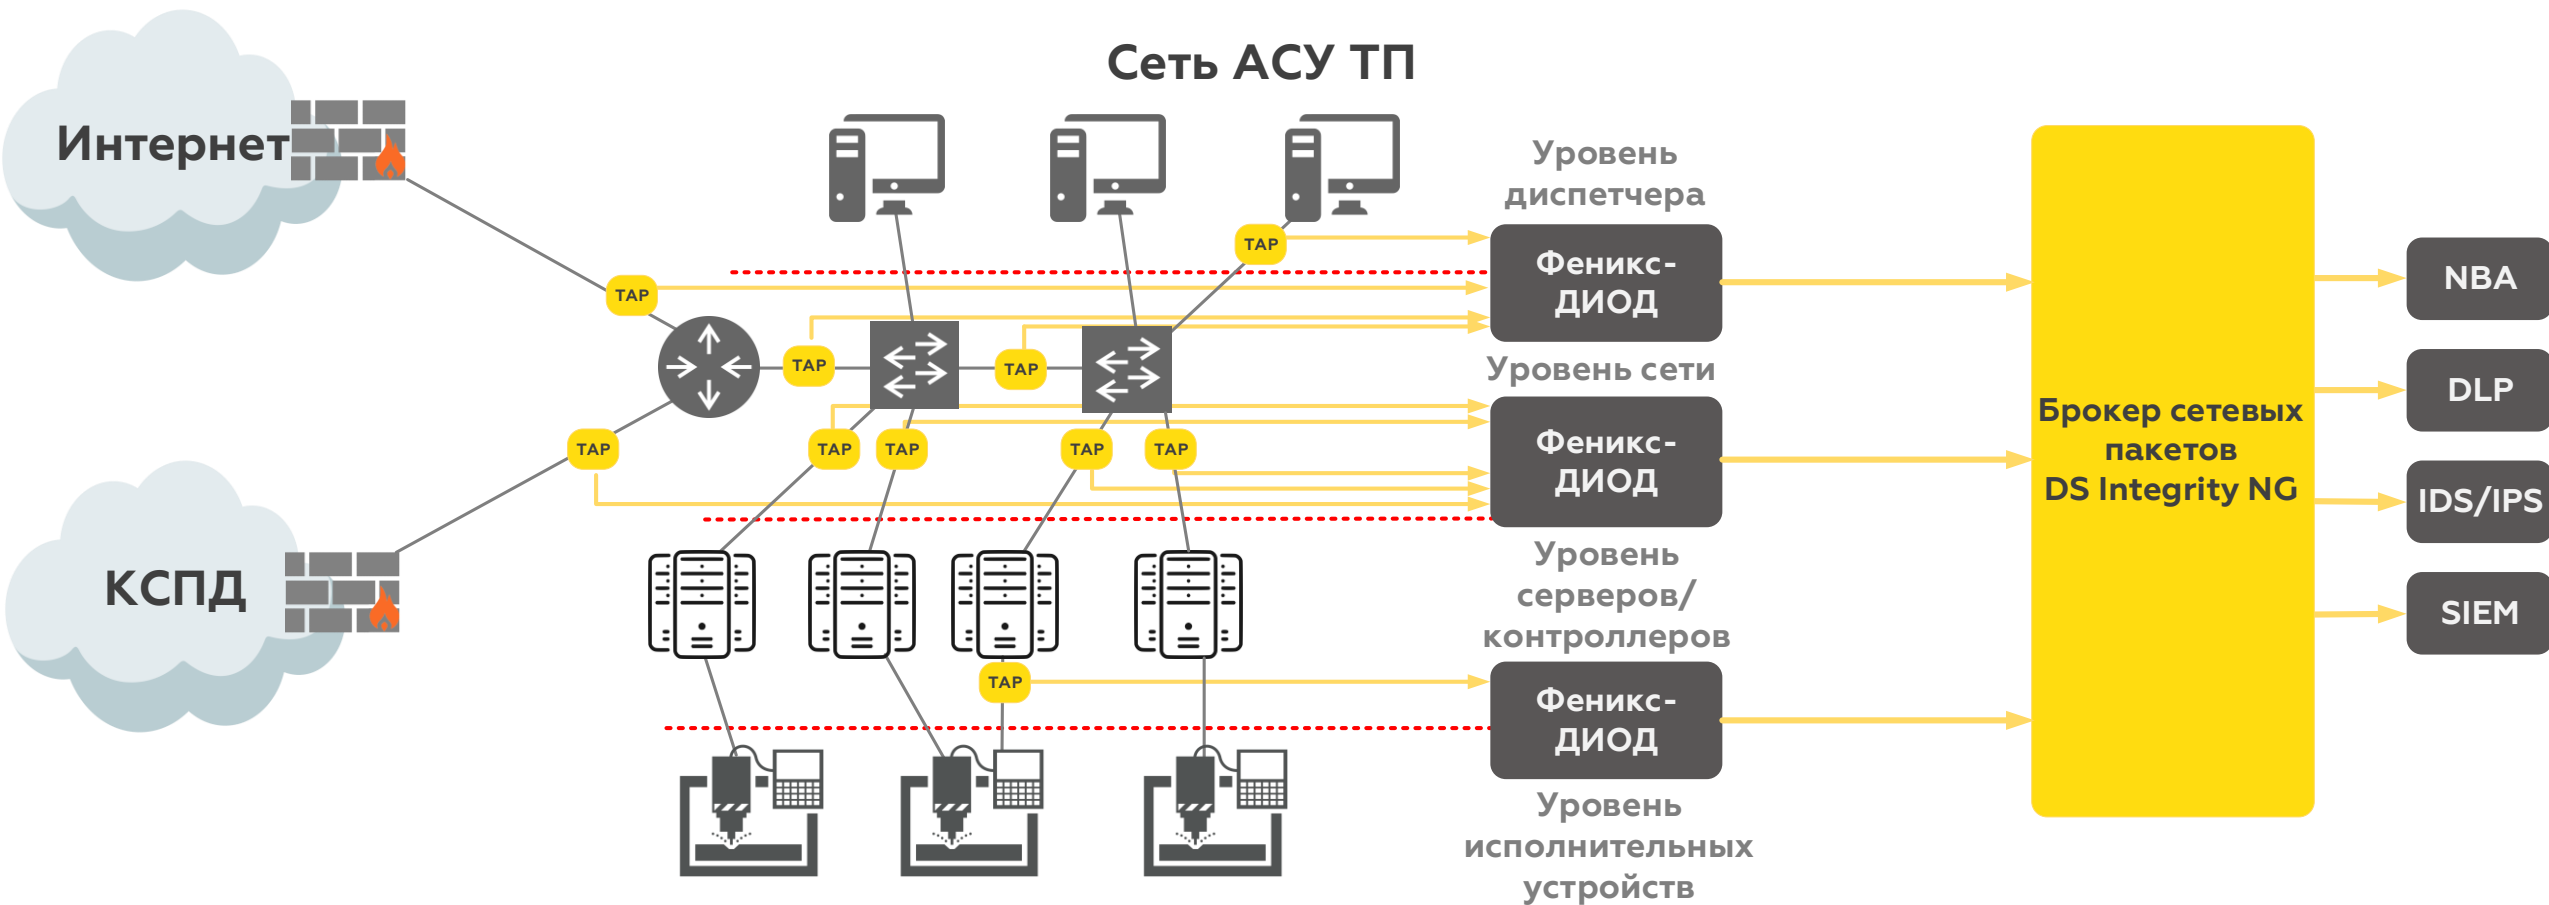 Сеть АСУ ТП
Интернет
КСПД
TAP
TAP
TAP
TAP
TAP
TAP
TAP
TAP
TAP
TAP
Уровень
диспетчера
Феникс-
ДИОД
Уровень сети
Феникс-
ДИОД
Уровень
серверов/
контроллеров
Феникс-
ДИОД
Уровень
исполнительных
устройств
Брокер сетевых
пакетов
DS Integrity NG
NBA
DLP
IDS/IPS
SIEM